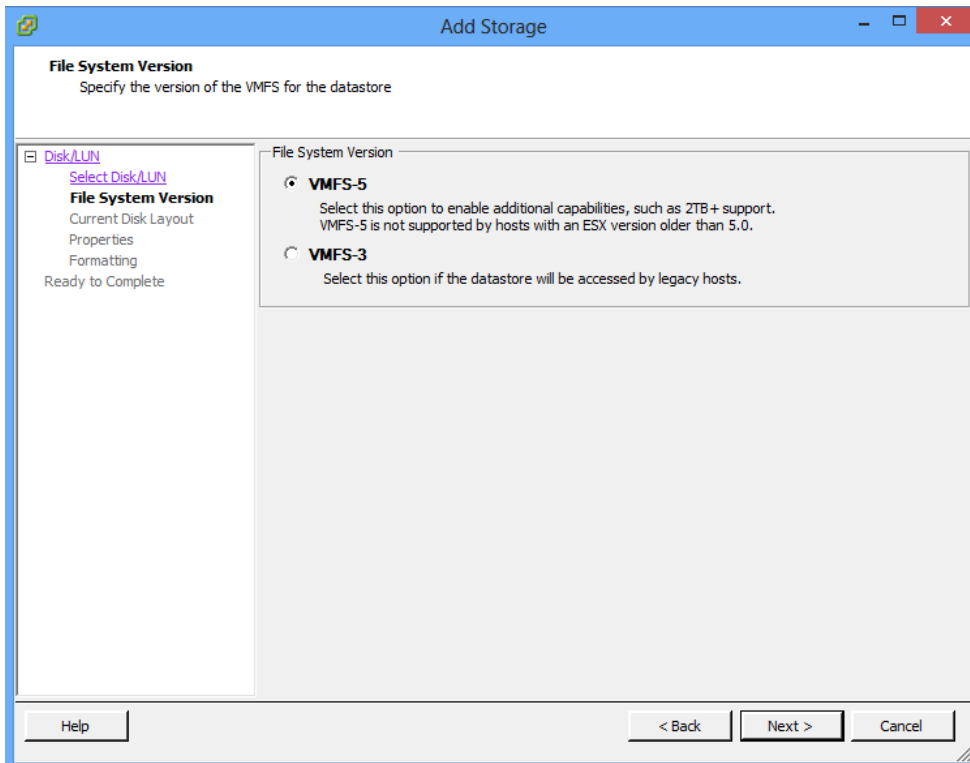 Add Storage
File System Version
Specify the version of the VMFS for the datastore
Disk/LUN
Select Disk/LUN
File System Version
Current Disk Layout
Properties
Formatting
Ready to Complete
File System Version
VMFS-5
Select this option to enable additional capabilities, such as 2TB+ support.
VMFS-5 is not supported by hosts with an ESX version older than 5.0.
VMFS-3
Select this option if the datastore will be accessed by legacy hosts.
Help
< Back
Next >
Cancel